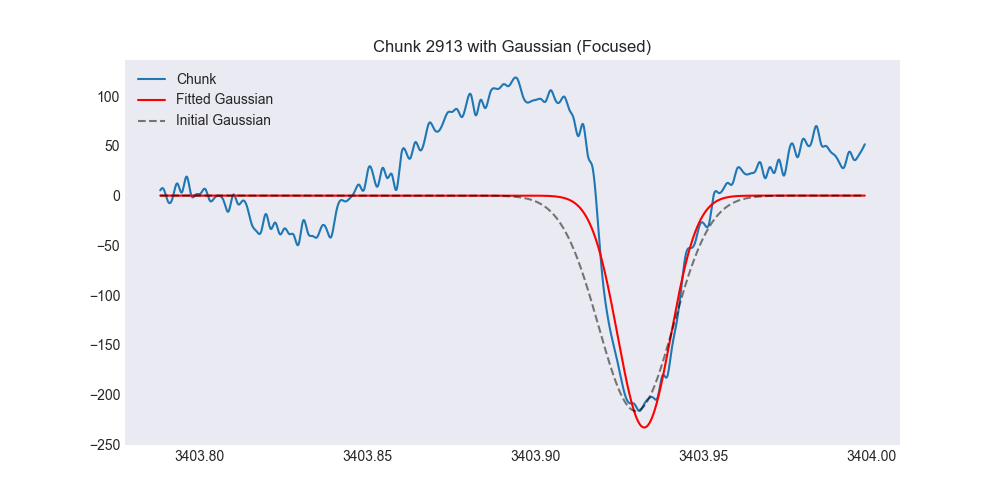 Chunk 2913 with Gaussian (Focused)
Chunk
Fitted Gaussian
Initial Gaussian
100
50
0
−50
−100
−150
−200
−250
3403.80 3403.85 3403.90 3403.95 3404.00